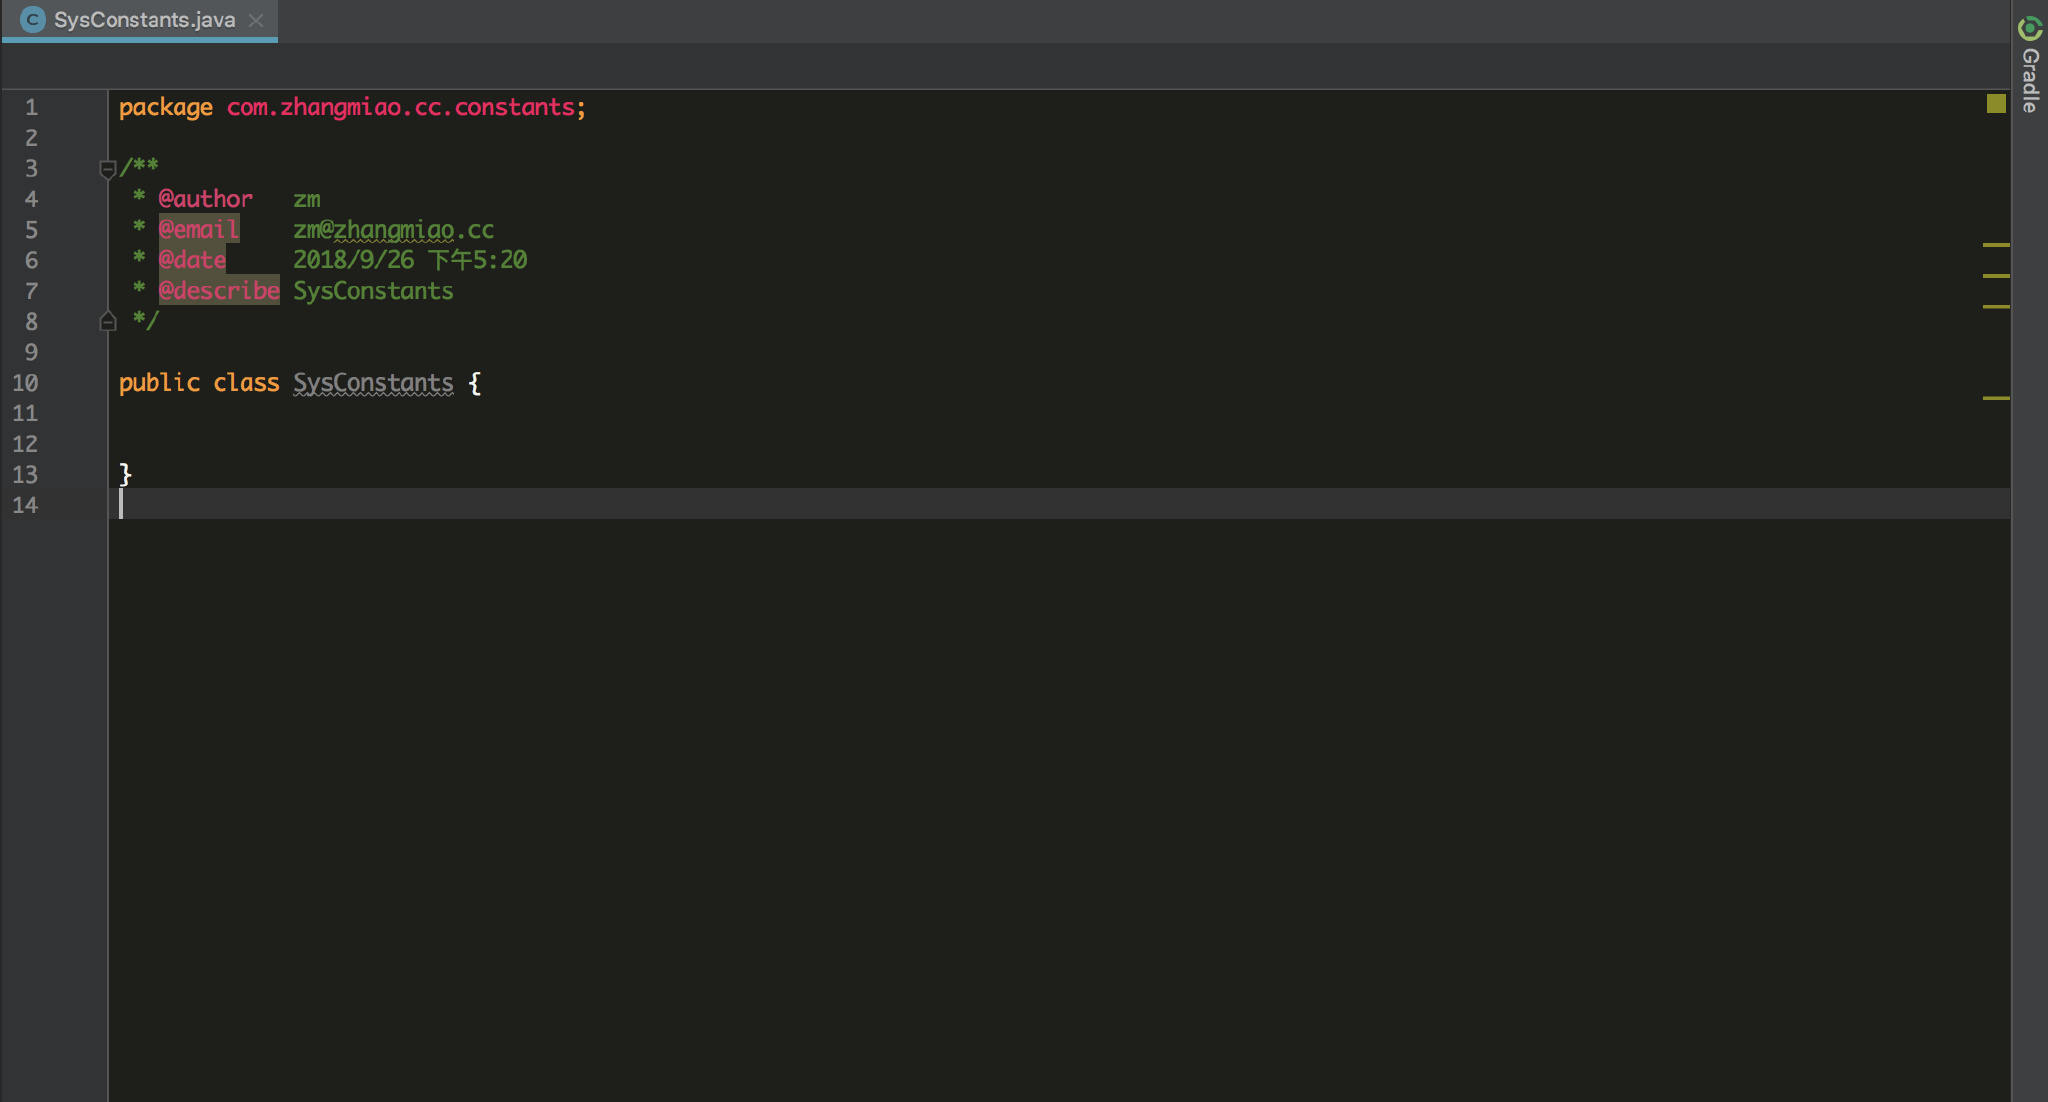 SysConstants.java
Gradle
1 package com.zhangmiao.cc.constants;
2
3 /**
4 * @author zm
5 * @email zm@zhangmiao.cc
6 * @date 2018/9/26 下午5:20
7 * @describe SysConstants
8 */
9
10 public class SysConstants {
11
12
13 }
14